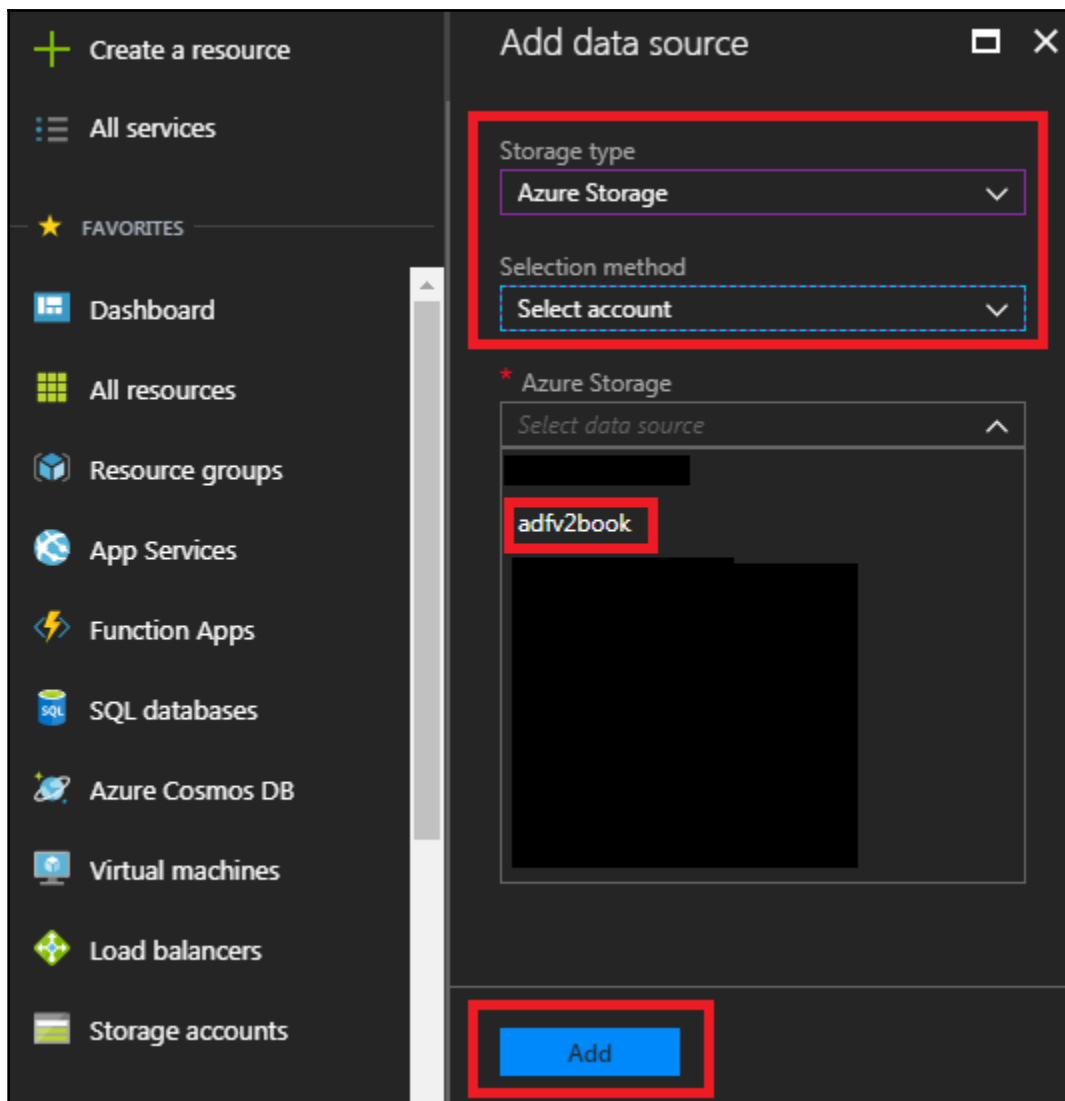 Create a resource
All services
FAVORITES
Dashboard
All resources
Resource groups
App Services
Function Apps
SQL
SQL databases
Azure Cosmos DB
Virtual machines
Load balancers
Storage accounts
Add data source
Storage type
Azure Storage
Selection method
Select account
* Azure Storage
Select data source
adfv2book
Add